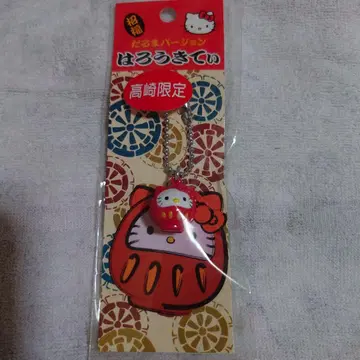 招福
だるまバージョン
はろうきてぃ
高崎限定